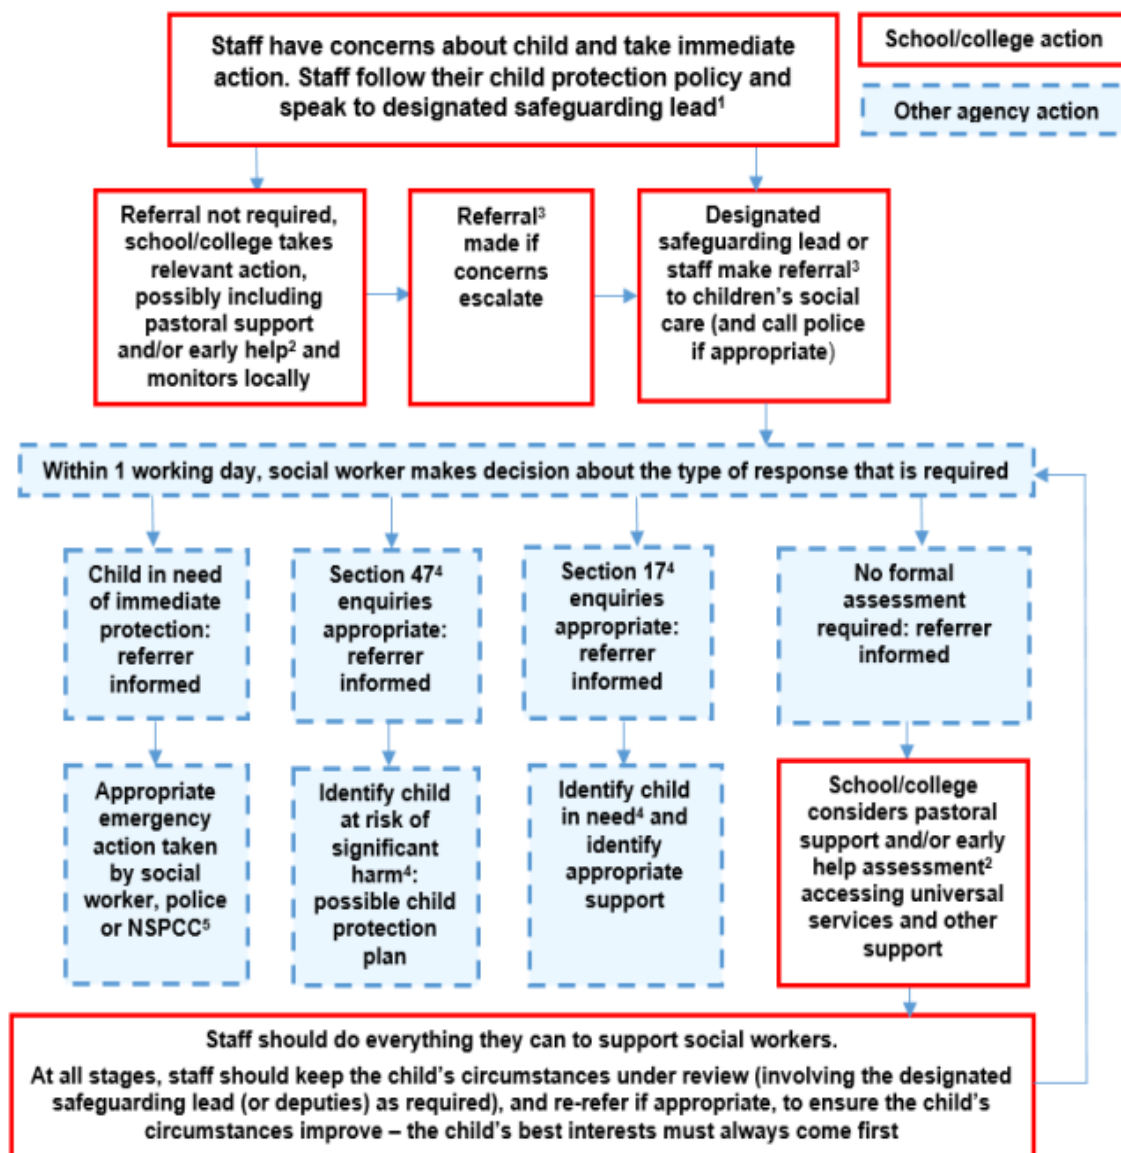 Staff have concerns about child and take immediate
action. Staff follow their child protection policy and
speak to designated safeguarding lead¹
School/college action
Other agency action
Referral not required,
school/college takes
relevant action,
possibly including
pastoral support
and/or early help² and
monitors locally
Referral³
made if
concerns
escalate
Designated
safeguarding lead or
staff make referral³
to children’s social
care (and call police
if appropriate)
Within 1 working day, social worker makes decision about the type of response that is required
Child in need
of immediate
protection:
referrer
informed
Section 47⁴
enquiries
appropriate:
referrer
informed
Section 17⁴
enquiries
appropriate:
referrer
informed
No formal
assessment
required: referrer
informed
Appropriate
emergency
action taken
by social
worker, police
or NSPCC⁵
Identify child
at risk of
significant
harm⁴:
possible child
protection
plan
Identify child
in need⁴ and
identify
appropriate
support
School/college
considers pastoral
support and/or early
help assessment²
accessing universal
services and other
support
Staff should do everything they can to support social workers.
At all stages, staff should keep the child’s circumstances under review (involving the designated
safeguarding lead (or deputies) as required), and re-refer if appropriate, to ensure the child’s
circumstances improve – the child’s best interests must always come first